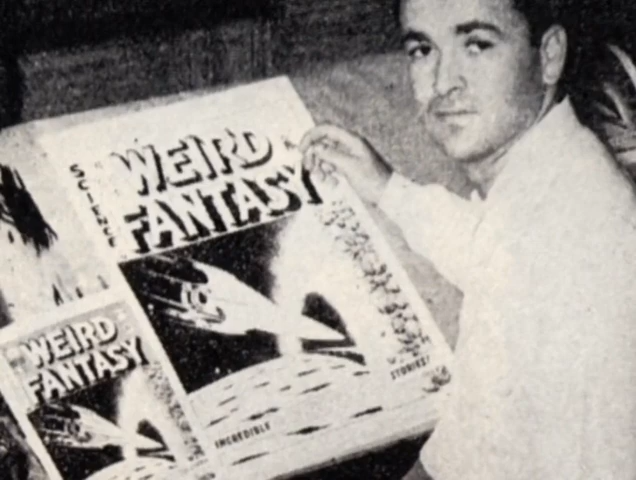 SCIENCE
WEIRD
FANTASY
STORIES!
INCREDIBLE
WEIRD
FANTASY